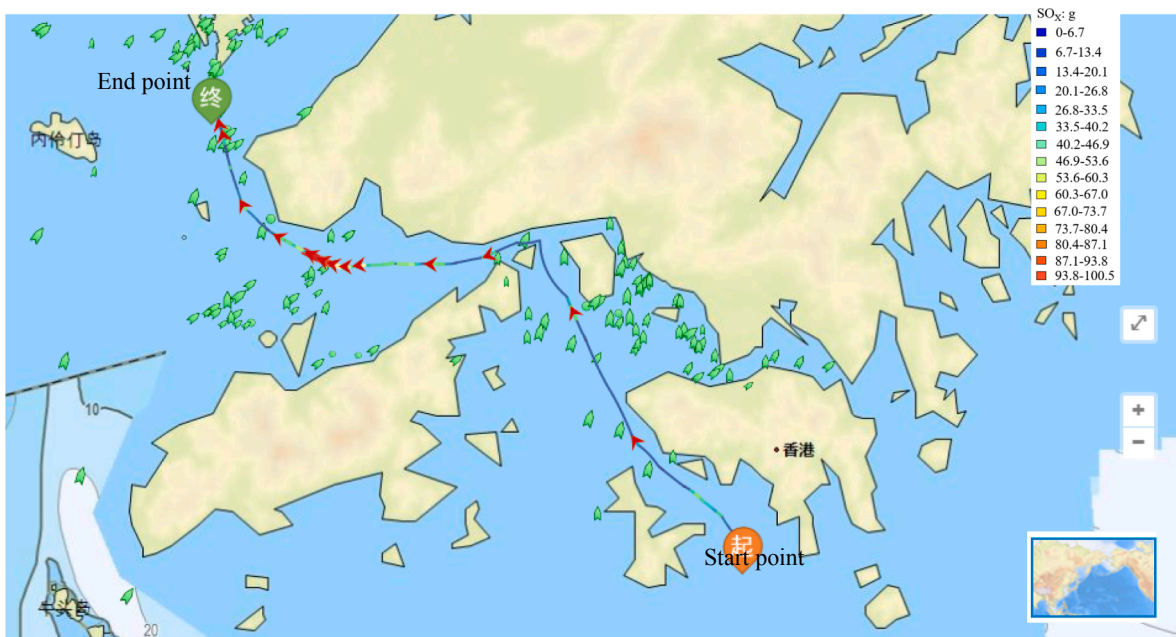 SOX: g
0-6.7
6.7-13.4
13.4-20.1
20.1-26.8
26.8-33.5
33.5-40.2
40.2-46.9
46.9-53.6
53.6-60.3
60.3-67.0
67.0-73.7
73.7-80.4
80.4-87.1
87.1-93.8
93.8-100.5
End point
终
内伶仃岛
10
香港
起
Start point
牛头岛
20
+
−